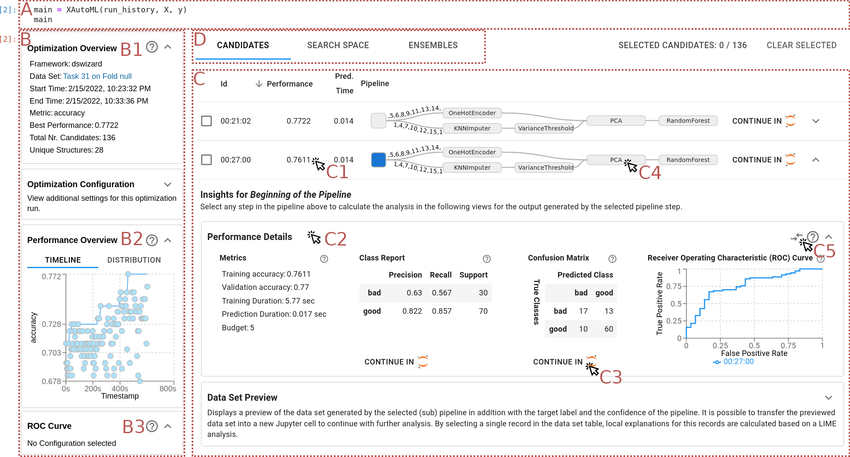 [2]: A main = XAutoML(run_history, X, y)
main
[2]:
B
Optimization Overview B1 ?
Framework: dswizard
Data Set: Task 31 on Fold null
Start Time: 2/15/2022, 10:23:32 PM
End Time: 2/15/2022, 10:33:36 PM
Metric: accuracy
Best Performance: 0.7722
Total Nr. Candidates: 136
Unique Structures: 28
Optimization Configuration
View additional settings for this optimization
run.
Performance Overview B2 ?
TIMELINE DISTRIBUTION
0.772
0.728
0.703
0.678
accuracy
0s 200s 400s 800s
Timestamp
ROC Curve B3 ?
No Configuration selected
D CANDIDATES SEARCH SPACE ENSEMBLES SELECTED CANDIDATES: 0 / 136 CLEAR SELECTED
C
Id Performance Pred. Time Pipeline
00:21:02 0.7722 0.014 ,5,6,8,9,11,13,14, OneHotEncoder 1,4,7,10,12,15,1 KNNImputer VarianceThreshold PCA RandomForest CONTINUE IN
00:27:00 0.7611 0.014 ,5,6,8,9,11,13,14, OneHotEncoder 1,4,7,10,12,15,1 KNNImputer VarianceThreshold PCA RandomForest CONTINUE IN
C1 C4
Insights for Beginning of the Pipeline
Select any step in the pipeline above to calculate the analysis in the following views for the output generated by the selected pipeline step.
Performance Details C2 ? C5
Metrics ?
Training accuracy: 0.7611
Validation accuracy: 0.77
Training Duration: 5.77 sec
Prediction Duration: 0.017 sec
Budget: 5
Class Report ?
Precision Recall Support
bad 0.63 0.567 30
good 0.822 0.857 70
CONTINUE IN
Confusion Matrix ?
Predicted Class
True Classes
bad good
bad 17 13
good 10 60
CONTINUE IN C3
Receiver Operating Characteristic (ROC) Curve ?
True Positive Rate
1
0.75
0.5
0.25
0
0 0.25 0.5 0.75 1
False Positive Rate
00:27:00
Data Set Preview
Displays a preview of the data set generated by the selected (sub) pipeline in addition with the target label and the confidence of the pipeline. It is possible to transfer the previewed
data set into a new Jupyter cell to continue with further analysis. By selecting a single record in the data set table, local explanations for this records are calculated based on a LIME
analysis.